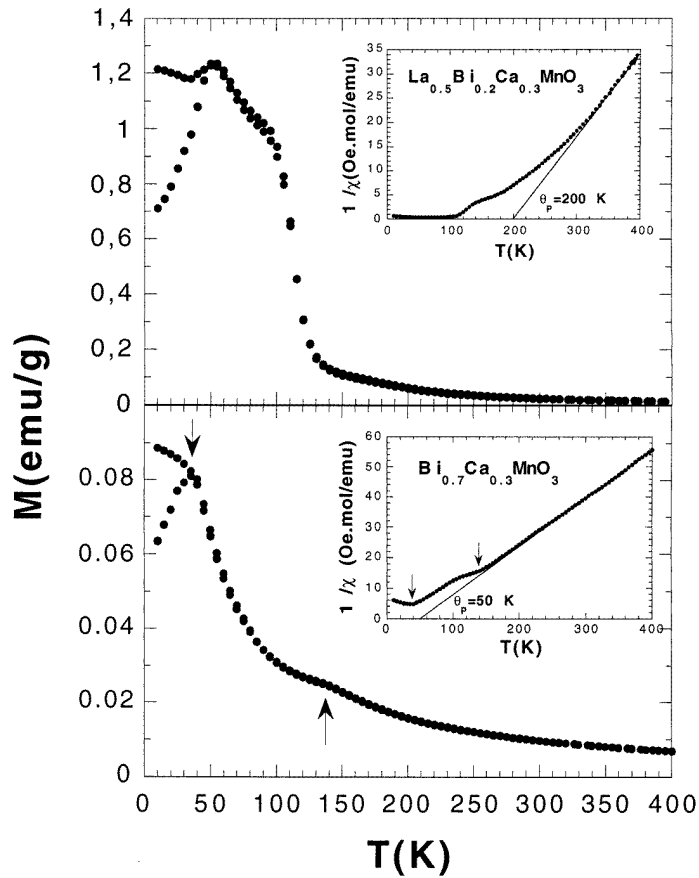 1,4
1,2
1
0,8
0,6
0,4
0,2
0
35
30
25
20
15
10
5
0
La0.5Bi0.2Ca0.3MnO3
θP=200 K
1 /χ(Oe.mol/emu)
0 100 200 300 400
T(K)
M(emu/g)
0.08
0.06
0.04
0.02
0
60
50
40
30
20
10
0
Bi0.7Ca0.3MnO3
θP=50 K
1 /χ (Oe.mol/emu)
0 100 200 300 400
T(K)
0 50 100 150 200 250 300 350 400
T(K)